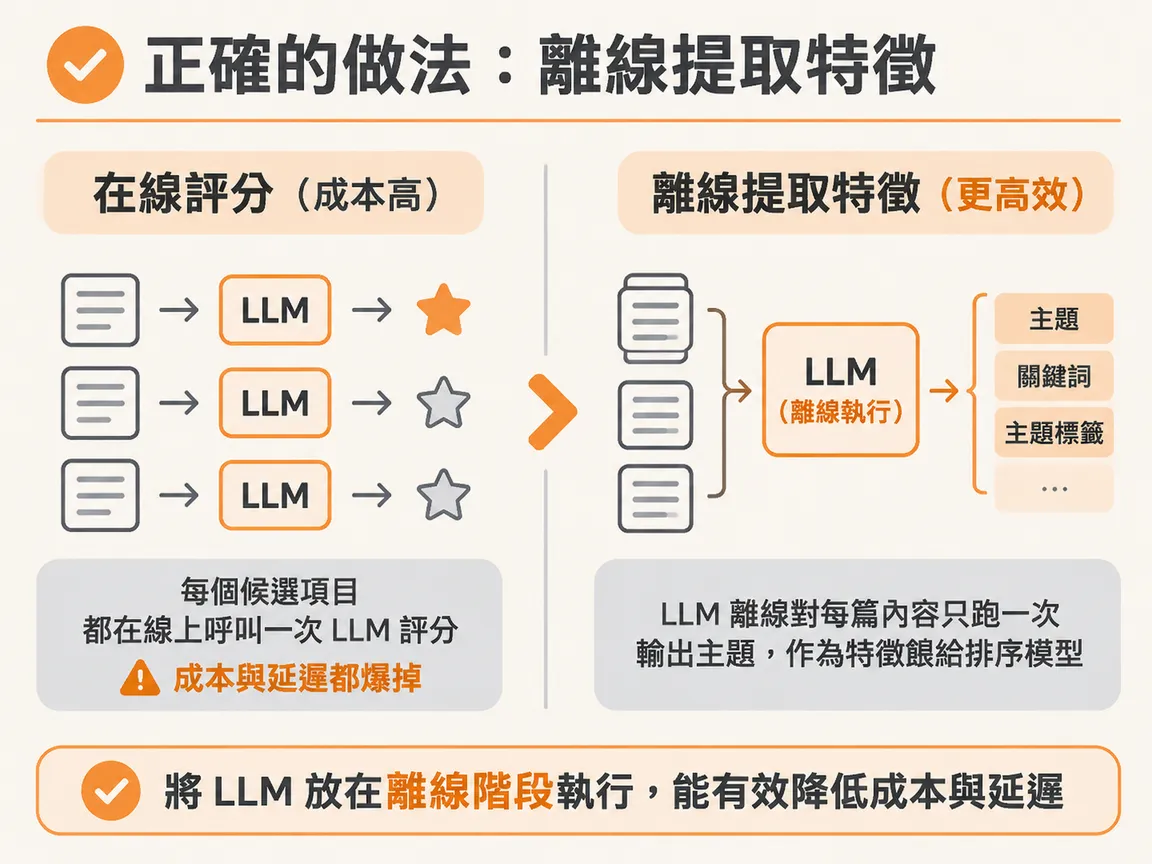 正確的做法：離線提取特徵
在線評分（成本高）
LLM
LLM
LLM
每個候選項目
都在線上呼叫一次 LLM 評分
成本與延遲都爆掉
離線提取特徵（更高效）
LLM
（離線執行）
主題
關鍵詞
主題標籤
...
LLM 離線對每篇內容只跑一次
輸出主題，作為特徵餵給排序模型
將 LLM 放在離線階段執行，能有效降低成本與延遲